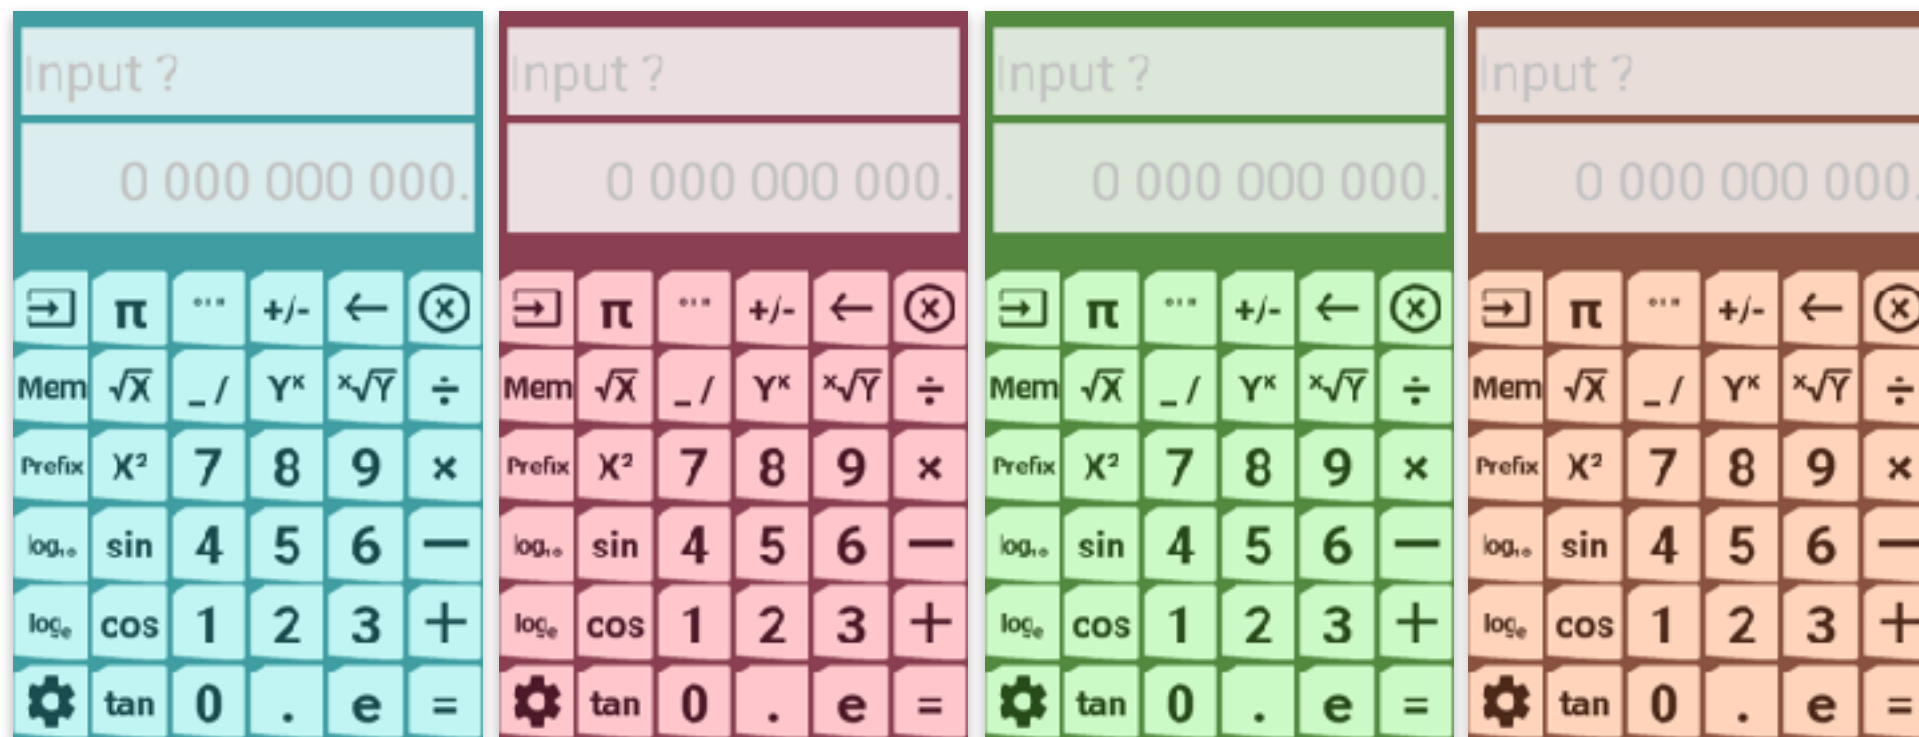 Input ? Input ? Input ? Input ?
0 000 000 000. 0 000 000 000. 0 000 000 000. 0 000 000 000.
π °'" +/- ← ⓧ π °'" +/- ← ⓧ π °'" +/- ← ⓧ π °'" +/- ← ⓧ
Mem √X _ / Yˣ ˣ√Y ÷ Mem √X _ / Yˣ ˣ√Y ÷ Mem √X _ / Yˣ ˣ√Y ÷ Mem √X _ / Yˣ ˣ√Y ÷
Prefix X² 7 8 9 × Prefix X² 7 8 9 × Prefix X² 7 8 9 × Prefix X² 7 8 9 ×
log₁₀ sin 4 5 6 − log₁₀ sin 4 5 6 − log₁₀ sin 4 5 6 − log₁₀ sin 4 5 6 −
logₑ cos 1 2 3 + logₑ cos 1 2 3 + logₑ cos 1 2 3 + logₑ cos 1 2 3 +
tan 0 . e = tan 0 . e = tan 0 . e = tan 0 . e =